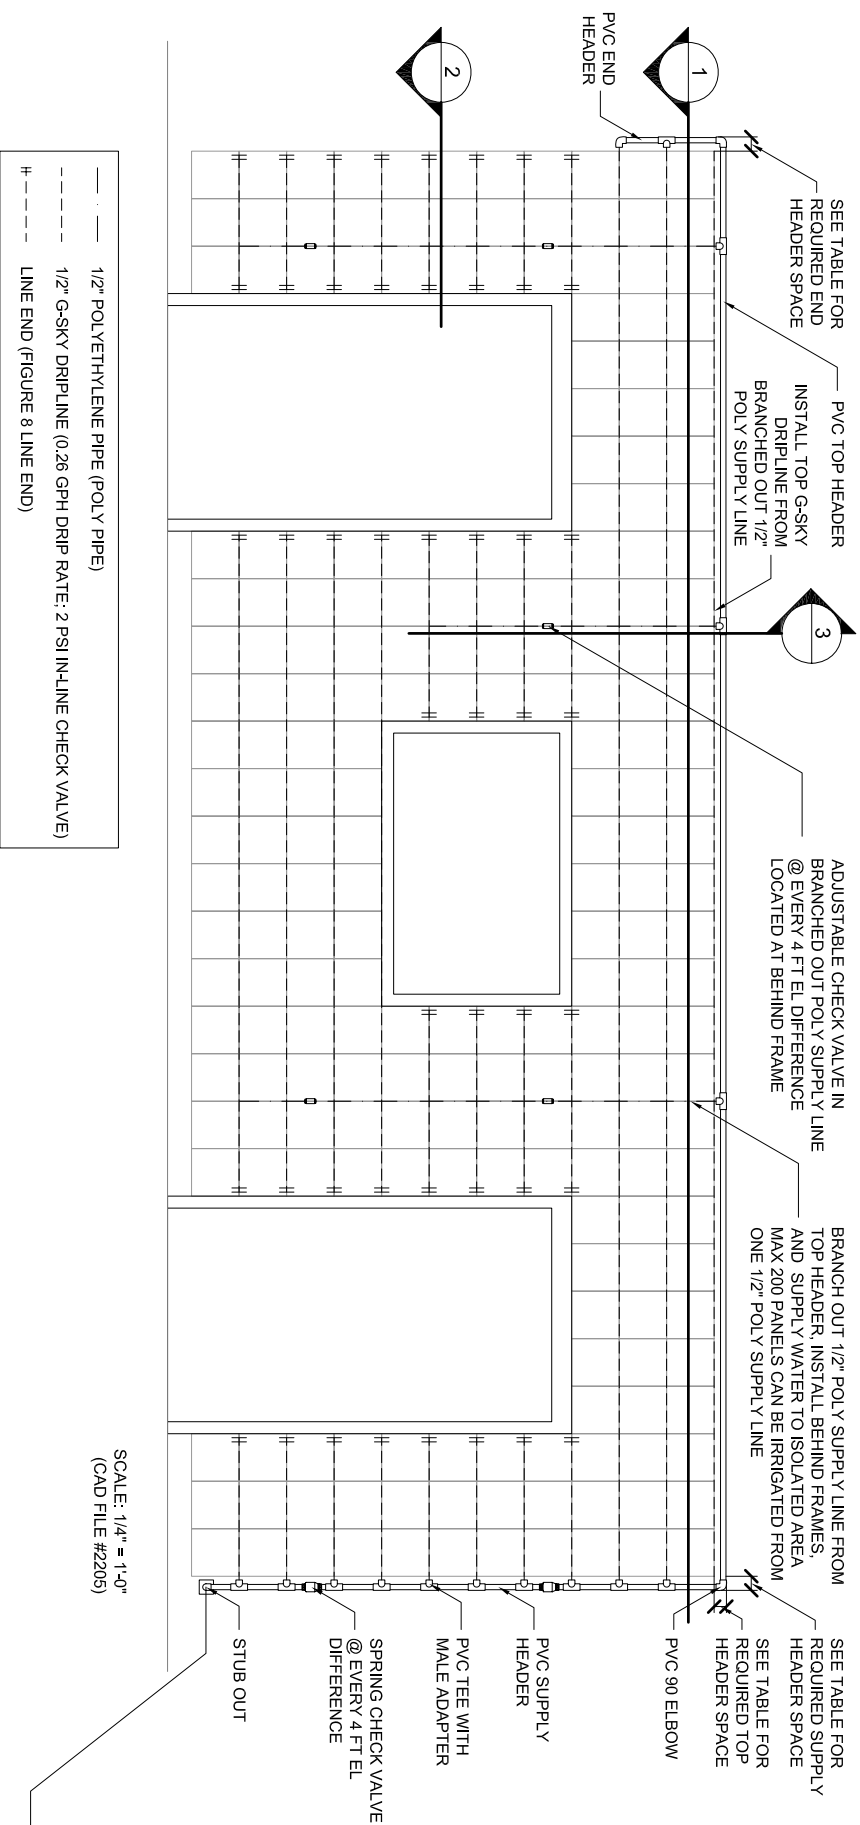 SEE TABLE FOR
REQUIRED END
HEADER SPACE
PVC TOP HEADER
INSTALL TOP G-SKY
DRIPLINE FROM
BRANCHED OUT 1/2"
POLY SUPPLY LINE
3
ADJUSTABLE CHECK VALVE IN
BRANCHED OUT POLY SUPPLY LINE
@ EVERY 4 FT EL DIFFERENCE
LOCATED AT BEHIND FRAME
BRANCH OUT 1/2" POLY SUPPLY LINE FROM
TOP HEADER, INSTALL BEHIND FRAMES,
AND SUPPLY WATER TO ISOLATED AREA
MAX 200 PANELS CAN BE IRRIGATED FROM
ONE 1/2" POLY SUPPLY LINE
SEE TABLE FOR
REQUIRED SUPPLY
HEADER SPACE
SEE TABLE FOR
REQUIRED TOP
HEADER SPACE
1
PVC END
HEADER
2
PVC 90 ELBOW
PVC SUPPLY
HEADER
PVC TEE WITH
MALE ADAPTER
SPRING CHECK VALVE
@ EVERY 4 FT EL
DIFFERENCE
STUB OUT
SCALE: 1/4" = 1'-0"
(CAD FILE #2205)
1/2" POLYETHYLENE PIPE (POLY PIPE)
1/2" G-SKY DRIPLINE (0.26 GPH DRIP RATE; 2 PSI IN-LINE CHECK VALVE)
LINE END (FIGURE 8 LINE END)